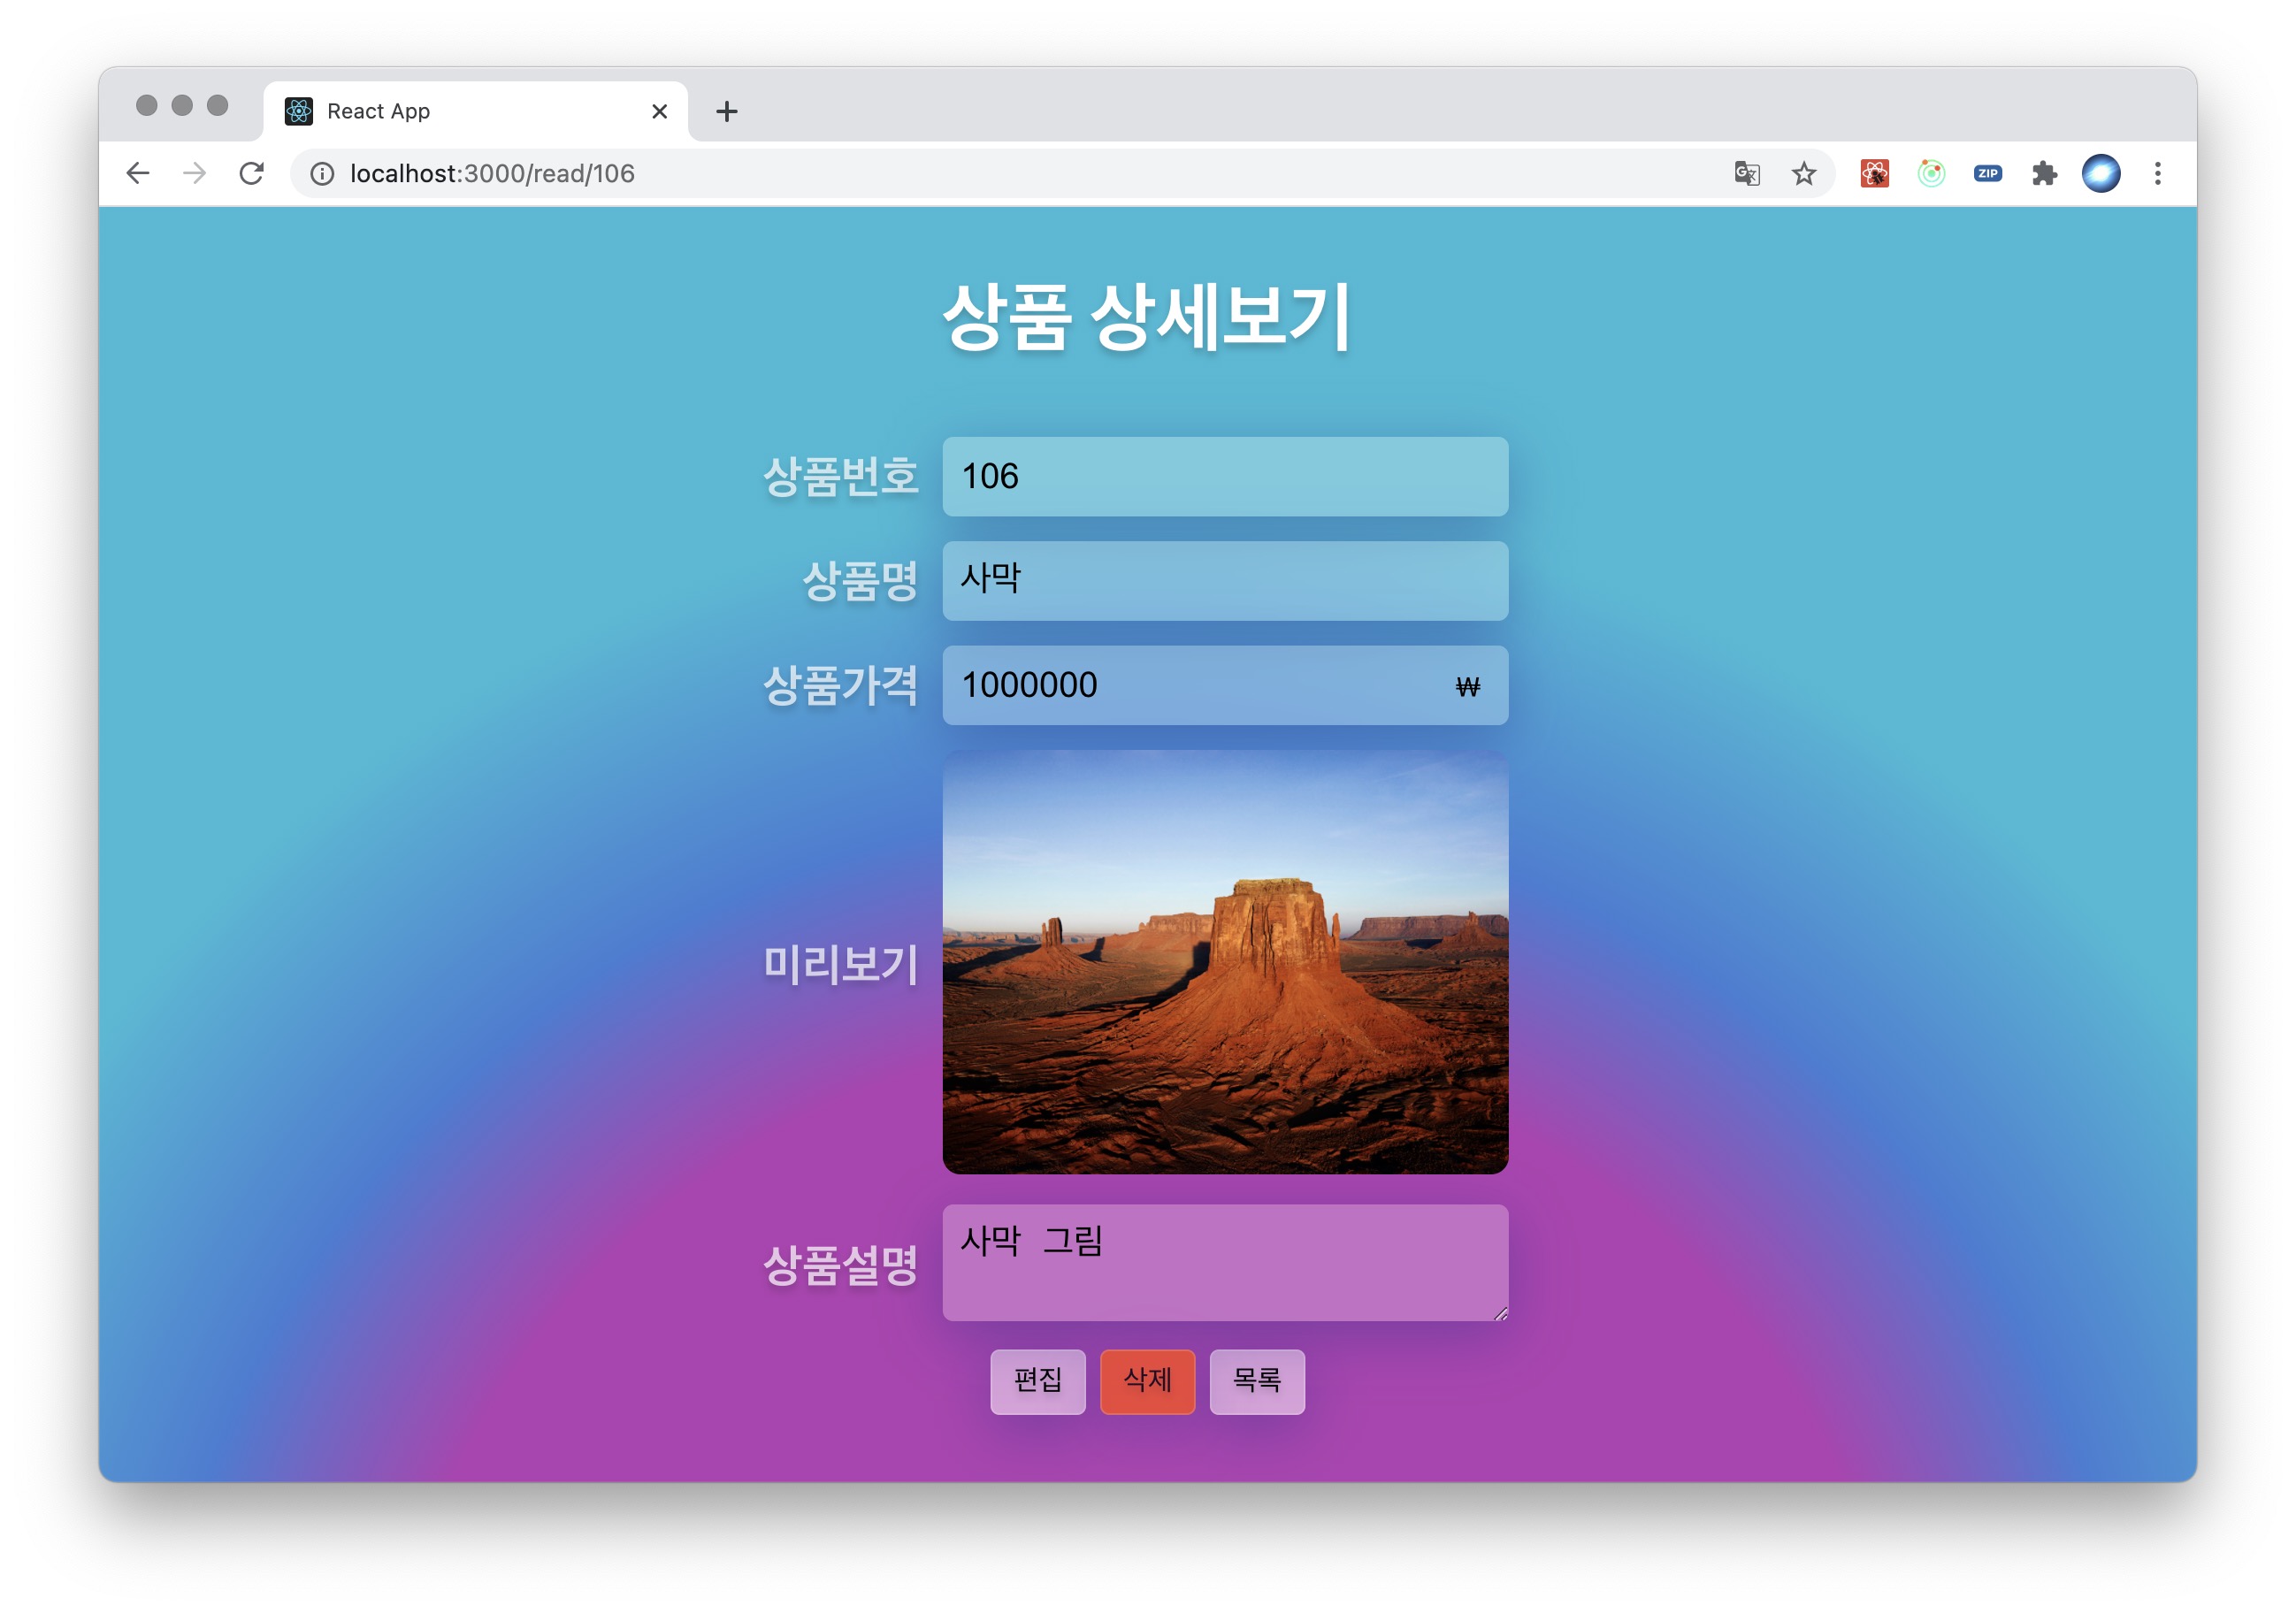 React App
localhost:3000/read/106
ZIP
상품 상세보기
상품번호 106
상품명 사막
상품가격 1000000 ₩
미리보기
상품설명 사막 그림
편집 삭제 목록